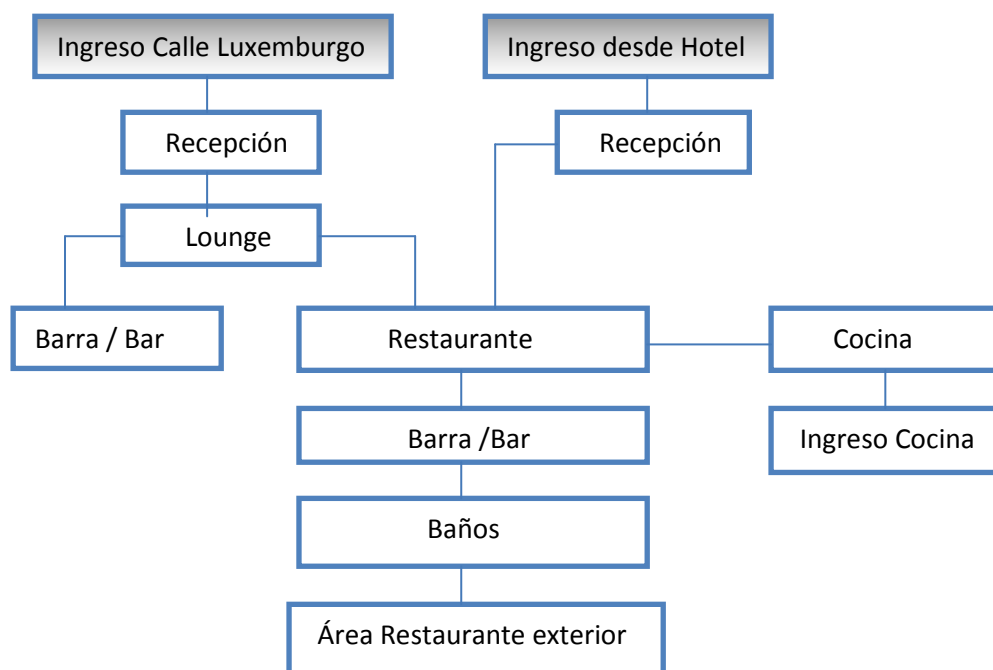 Ingreso Calle Luxemburgo
Ingreso desde Hotel
Recepción
Recepción
Lounge
Barra / Bar
Restaurante
Cocina
Barra /Bar
Ingreso Cocina
Baños
Área Restaurante exterior